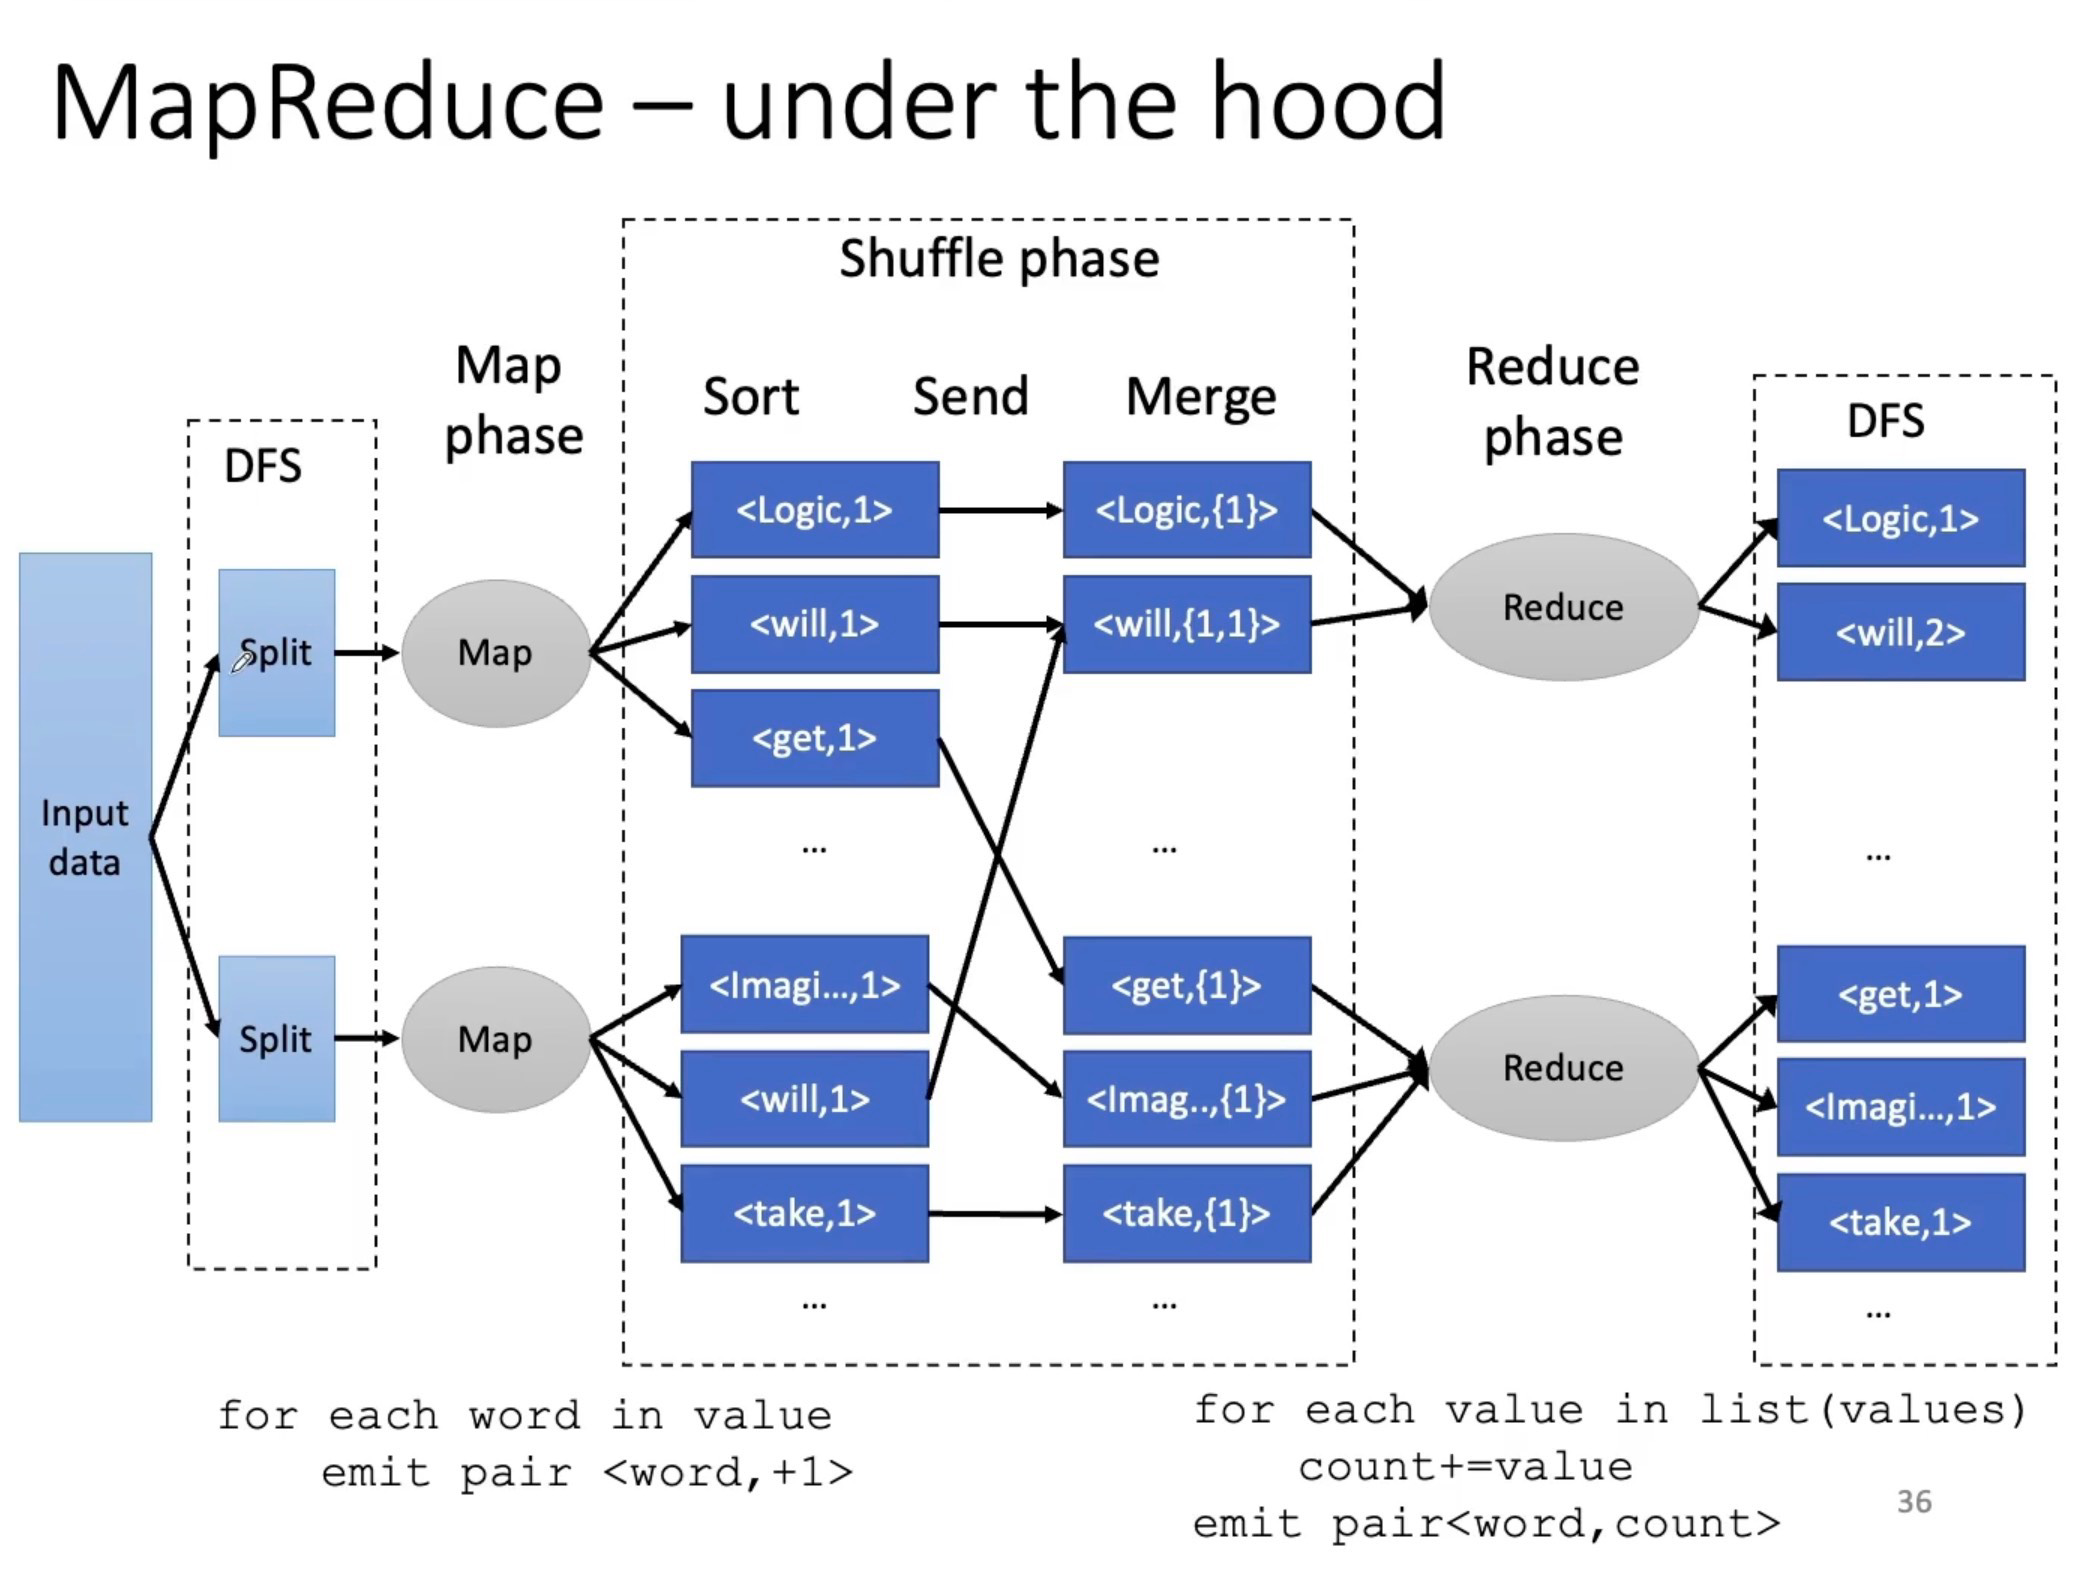 MapReduce – under the hood
Shuffle phase
Map
phase
Sort
Send
Merge
Reduce
phase
DFS
DFS
Input
data
Split
Split
Map
Map
<Logic,1>
<will,1>
<get,1>
...
<Imagi...,1>
<will,1>
<take,1>
...
<Logic,{1}>
<will,{1,1}>
...
<get,{1}>
<Imag..,{1}>
<take,{1}>
...
Reduce
Reduce
<Logic,1>
<will,2>
...
<get,1>
<Imagi...,1>
<take,1>
...
for each word in value
emit pair <word,+1>
for each value in list(values)
count+=value
emit pair<word,count>
36